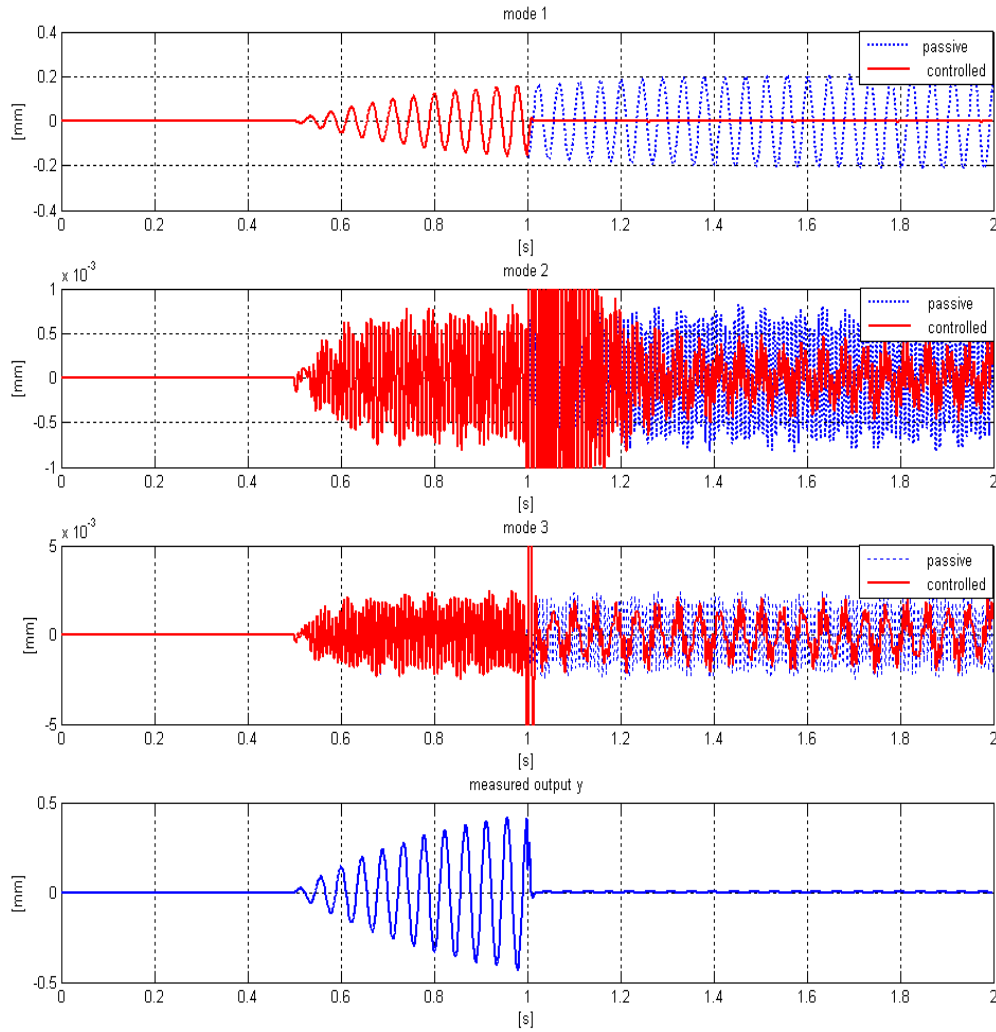 mode 1
0.4
0.2
0
-0.2
-0.4
[mm]
passive
controlled
0 0.2 0.4 0.6 0.8 1 1.2 1.4 1.6 1.8 2
[s]
x 10-3
mode 2
1
0.5
0
-0.5
-1
[mm]
passive
controlled
0 0.2 0.4 0.6 0.8 1 1.2 1.4 1.6 1.8 2
[s]
x 10-3
mode 3
5
0
-5
[mm]
passive
controlled
0 0.2 0.4 0.6 0.8 1 1.2 1.4 1.6 1.8 2
[s]
measured output y
0.5
0
-0.5
[mm]
0 0.2 0.4 0.6 0.8 1 1.2 1.4 1.6 1.8 2
[s]